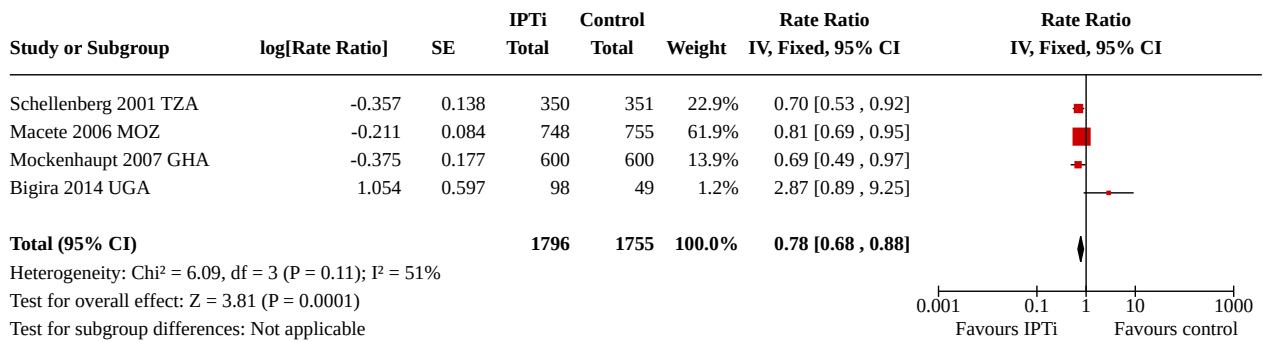 IPTi Control Rate Ratio Rate Ratio
Study or Subgroup log[Rate Ratio] SE Total Total Weight IV, Fixed, 95% CI IV, Fixed, 95% CI
Schellenberg 2001 TZA -0.357 0.138 350 351 22.9% 0.70 [0.53 , 0.92]
Macete 2006 MOZ -0.211 0.084 748 755 61.9% 0.81 [0.69 , 0.95]
Mockenhaupt 2007 GHA -0.375 0.177 600 600 13.9% 0.69 [0.49 , 0.97]
Bigira 2014 UGA 1.054 0.597 98 49 1.2% 2.87 [0.89 , 9.25]
Total (95% CI) 1796 1755 100.0% 0.78 [0.68 , 0.88]
Heterogeneity: Chi² = 6.09, df = 3 (P = 0.11); I² = 51%
Test for overall effect: Z = 3.81 (P = 0.0001)
0.001 0.1 1 10 1000
Test for subgroup differences: Not applicable
Favours IPTi Favours control